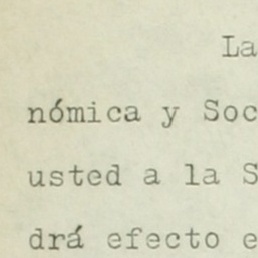 La
nómica y Soc
usted a la S
drá efecto e